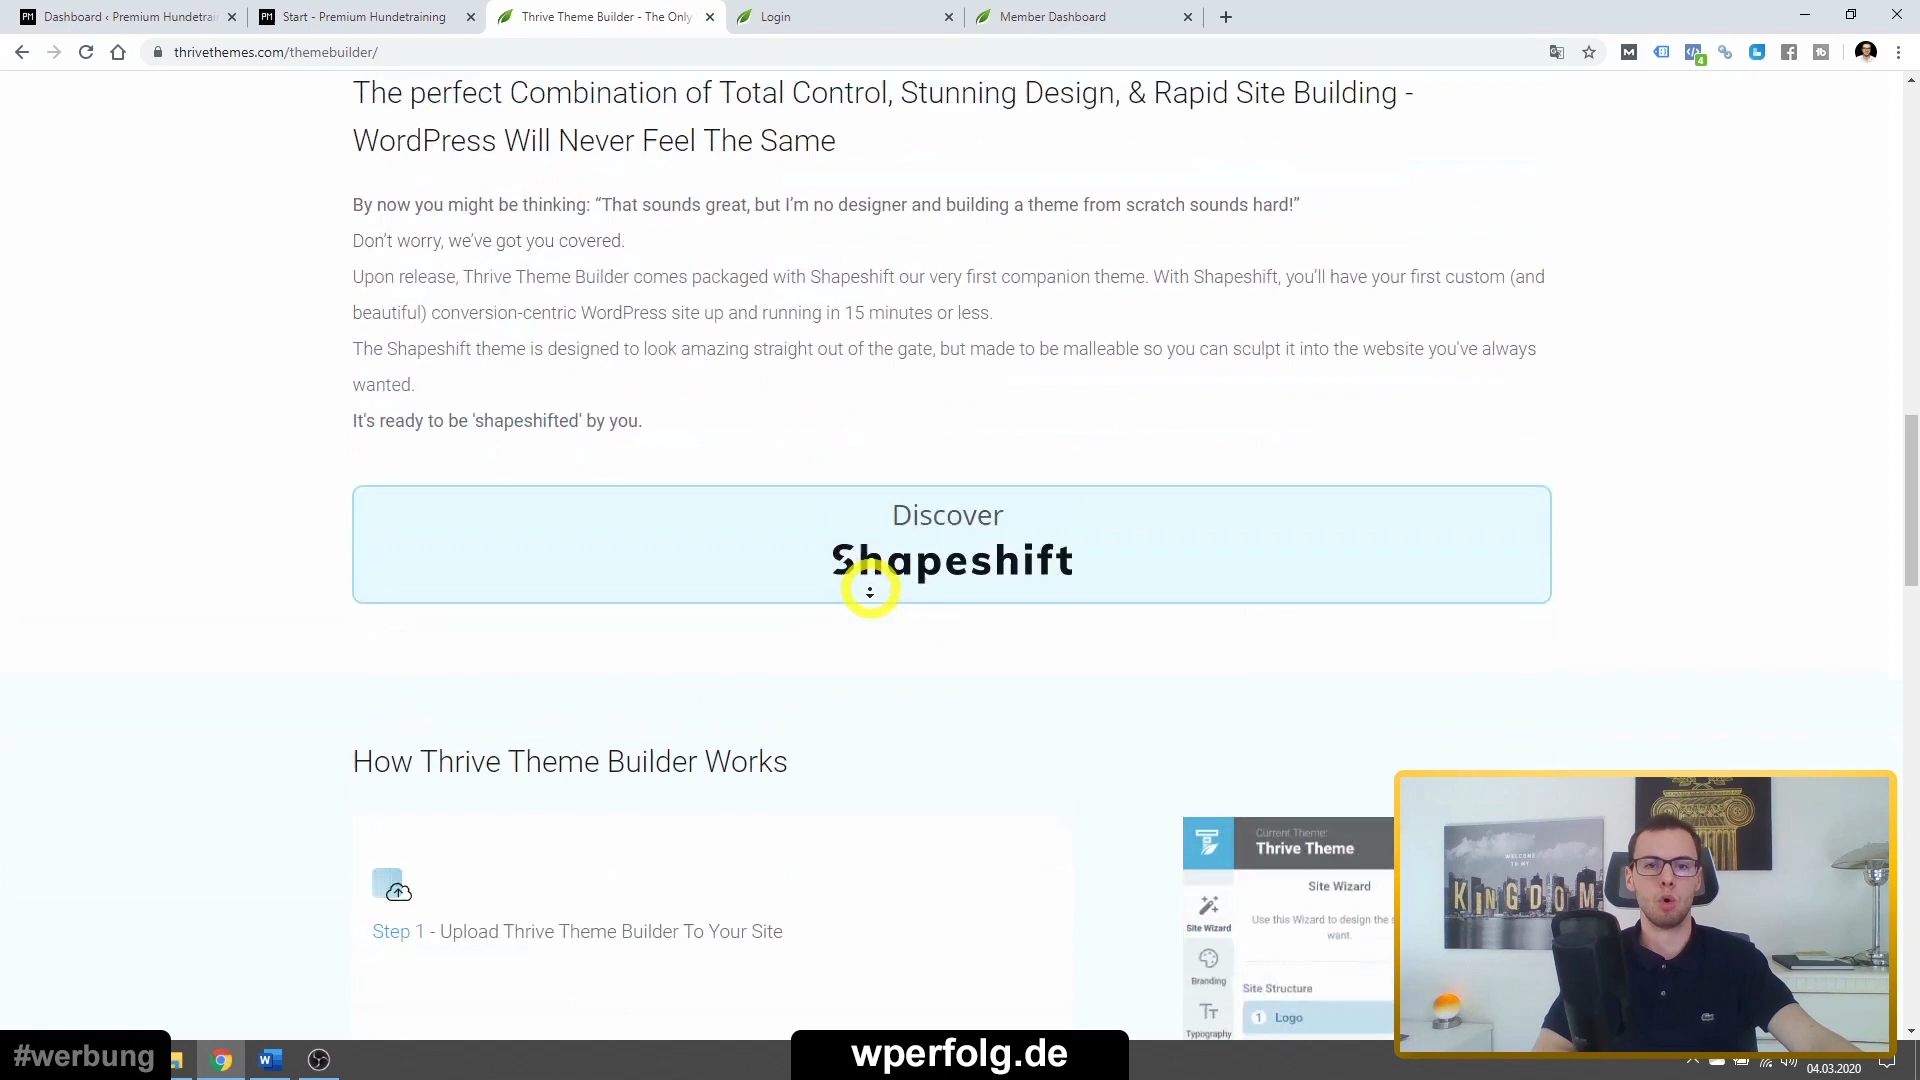 Dashboard ‹ Premium Hundetrai
Start - Premium Hundetraining
Thrive Theme Builder - The Only
Login
Member Dashboard
thrivethemes.com/themebuilder/
4
The perfect Combination of Total Control, Stunning Design, & Rapid Site Building -
WordPress Will Never Feel The Same
By now you might be thinking: “That sounds great, but I’m no designer and building a theme from scratch sounds hard!”
Don’t worry, we’ve got you covered.
Upon release, Thrive Theme Builder comes packaged with Shapeshift our very first companion theme. With Shapeshift, you’ll have your first custom (and
beautiful) conversion-centric WordPress site up and running in 15 minutes or less.
The Shapeshift theme is designed to look amazing straight out of the gate, but made to be malleable so you can sculpt it into the website you've always
wanted.
It's ready to be 'shapeshifted' by you.
Discover
Shapeshift
How Thrive Theme Builder Works
Step 1 - Upload Thrive Theme Builder To Your Site
Current Theme:
Thrive Theme
Site Wizard
Use this Wizard to design the
want.
Site Wizard
Branding
Site Structure
1 Logo
Typography
WELCOME
TO MY
KINGDOM
#werbung
wperfolg.de
04.03.2020